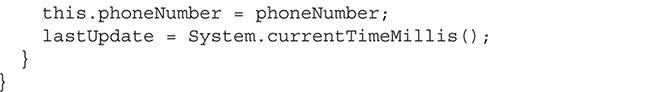 this.phoneNumber = phoneNumber;
    lastUpdate = System.currentTimeMillis();
  }
}